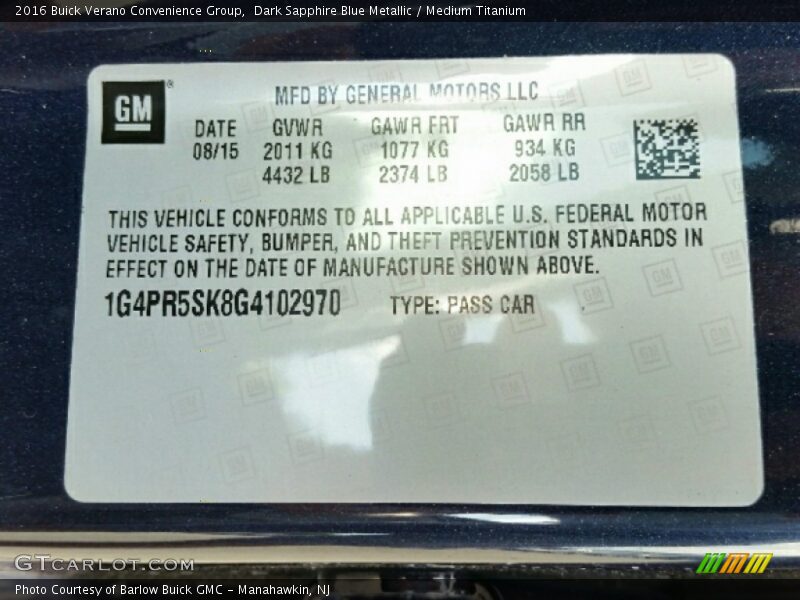 2016 Buick Verano Convenience Group,  Dark Sapphire Blue Metallic / Medium Titanium
GM®
MFD BY GENERAL MOTORS LLC
DATE GVWR GAWR FRT GAWR RR
08/15 2011 KG 1077 KG 934 KG
4432 LB 2374 LB 2058 LB
THIS VEHICLE CONFORMS TO ALL APPLICABLE U.S. FEDERAL MOTOR
VEHICLE SAFETY, BUMPER, AND THEFT PREVENTION STANDARDS IN
EFFECT ON THE DATE OF MANUFACTURE SHOWN ABOVE.
1G4PR5SK8G4102970 TYPE: PASS CAR
GTCARLOT.COM
Photo Courtesy of Barlow Buick GMC - Manahawkin, NJ